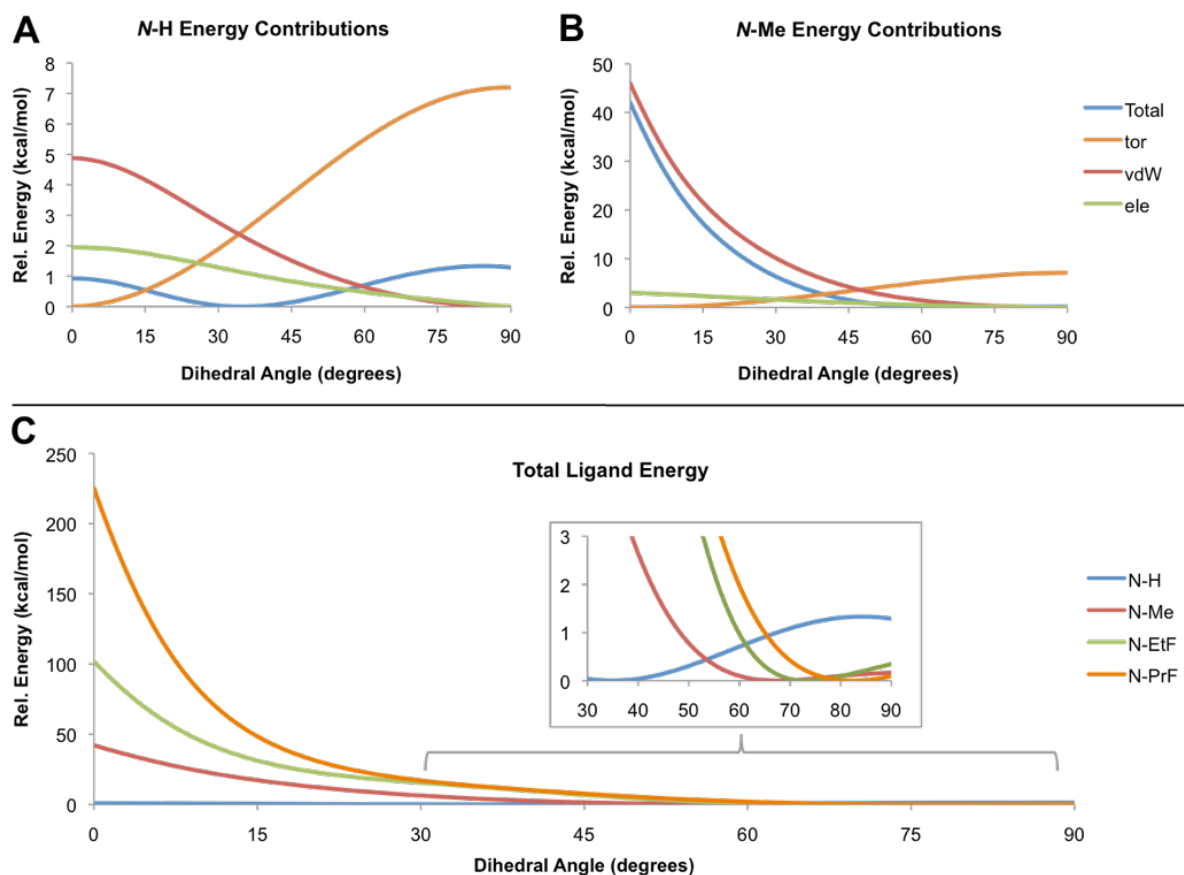 A
N-H Energy Contributions
Rel. Energy (kcal/mol)
8
7
6
5
4
3
2
1
0
0 15 30 45 60 75 90
Dihedral Angle (degrees)
B
N-Me Energy Contributions
Rel. Energy (kcal/mol)
50
40
30
20
10
0
0 15 30 45 60 75 90
Dihedral Angle (degrees)
Total
tor
vdW
ele
C
Total Ligand Energy
Rel. Energy (kcal/mol)
250
200
150
100
50
0
0 15 30 45 60 75 90
Dihedral Angle (degrees)
3
2
1
0
30 40 50 60 70 80 90
N-H
N-Me
N-EtF
N-PrF